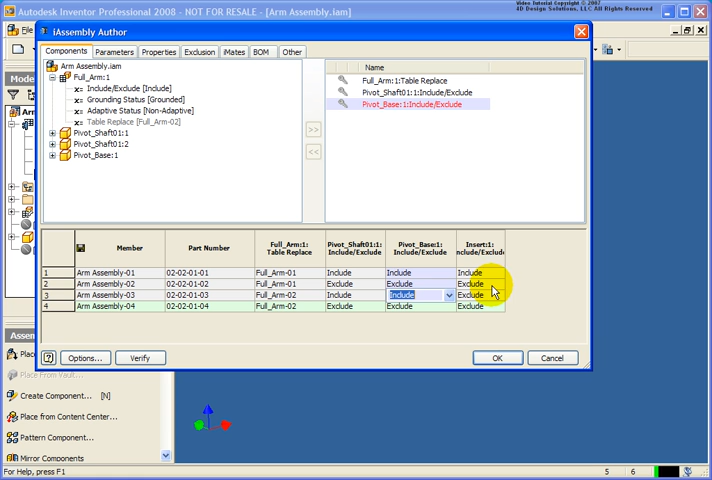 Autodesk Inventor Professional 2008 - NOT FOR RESALE - [Arm Assembly.iam]
Video Tutorial Copyright © 2007
4D Design Solutions, LLC All Rights Reserved
iAssembly Author
Components Parameters Properties Exclusion iMates BOM Other
Arm Assembly.iam
Full_Arm:1
x= Include/Exclude [Include]
x= Grounding Status [Grounded]
x= Adaptive Status [Non-Adaptive]
x= Table Replace [Full_Arm-02]
Pivot_Shaft01:1
Pivot_Shaft01:2
Pivot_Base:1
>>
<<
Name
Full_Arm:1:Table Replace
Pivot_Shaft01:1:Include/Exclude
Pivot_Base:1:Include/Exclude
Member Part Number Full_Arm:1: Table Replace Pivot_Shaft01:1: Include/Exclude Pivot_Base:1: Include/Exclude Insert:1: nclude/Exclud
1 Arm Assembly-01 02-02-01-01 Full_Arm-01 Include Include Include
2 Arm Assembly-02 02-02-01-02 Full_Arm-01 Exclude Exclude Exclude
3 Arm Assembly-03 02-02-01-03 Full_Arm-02 Include Include Exclude
4 Arm Assembly-04 02-02-01-04 Full_Arm-02 Exclude Exclude Exclude
Options... Verify OK Cancel
Create Component... [N]
Place from Content Center...
Pattern Component...
Mirror Components
For Help, press F1
5 6